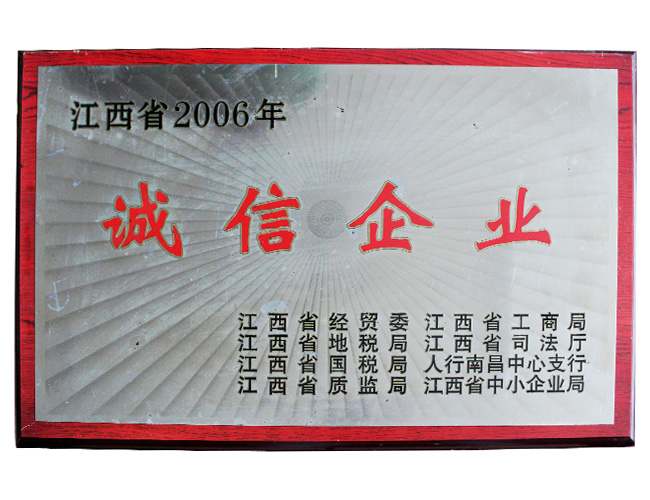 江西省2006年
诚信企业
江西省经贸委 江西省工商局
江西省地税局 江西省司法厅
江西省国税局 人行南昌中心支行
江西省质监局 江西省中小企业局